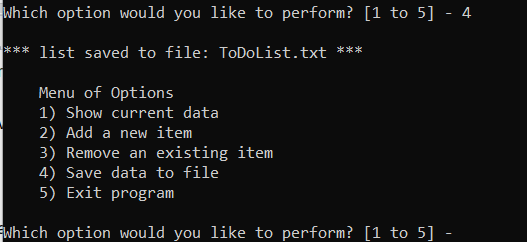 Which option would you like to perform? [1 to 5] - 4
*** list saved to file: ToDoList.txt ***
Menu of Options
1) Show current data
2) Add a new item
3) Remove an existing item
4) Save data to file
5) Exit program
Which option would you like to perform? [1 to 5] -